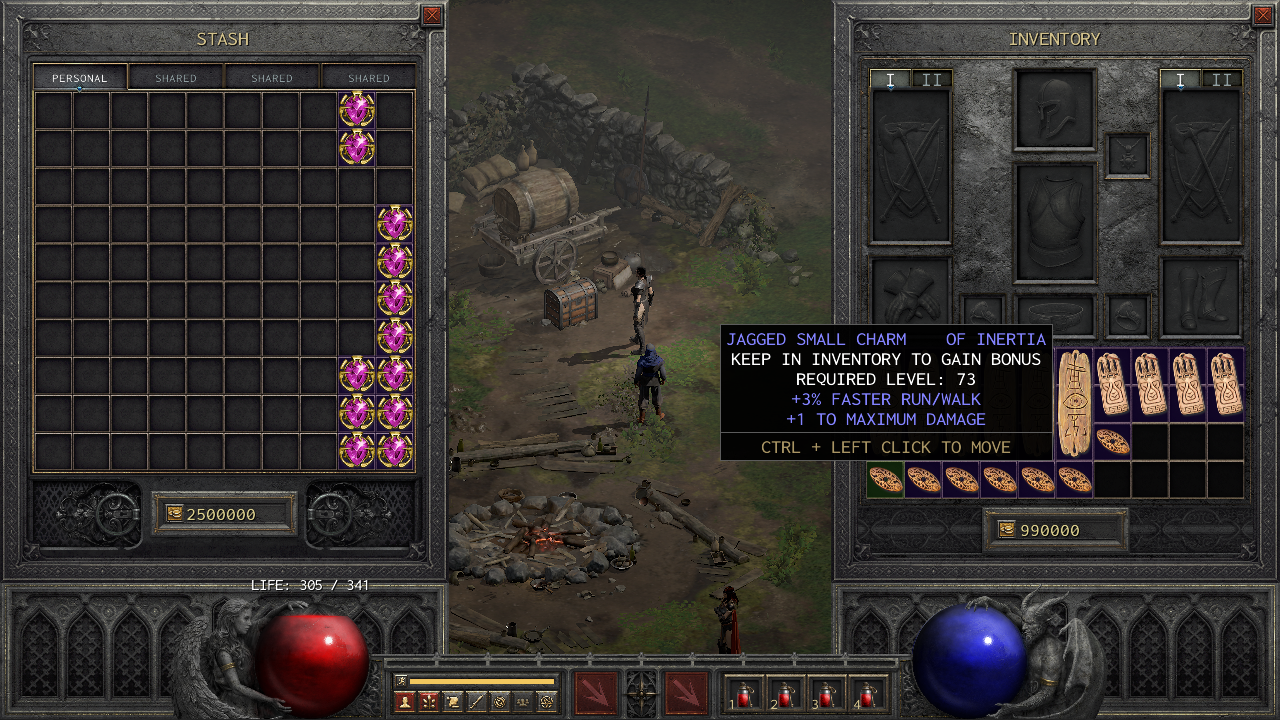 STASH
PERSONAL SHARED SHARED SHARED
2500000
LIFE: 305 / 341
INVENTORY
I II
I II
JAGGED SMALL CHARM OF INERTIA
KEEP IN INVENTORY TO GAIN BONUS
REQUIRED LEVEL: 73
+3% FASTER RUN/WALK
+1 TO MAXIMUM DAMAGE
CTRL + LEFT CLICK TO MOVE
990000
1 2 3 4